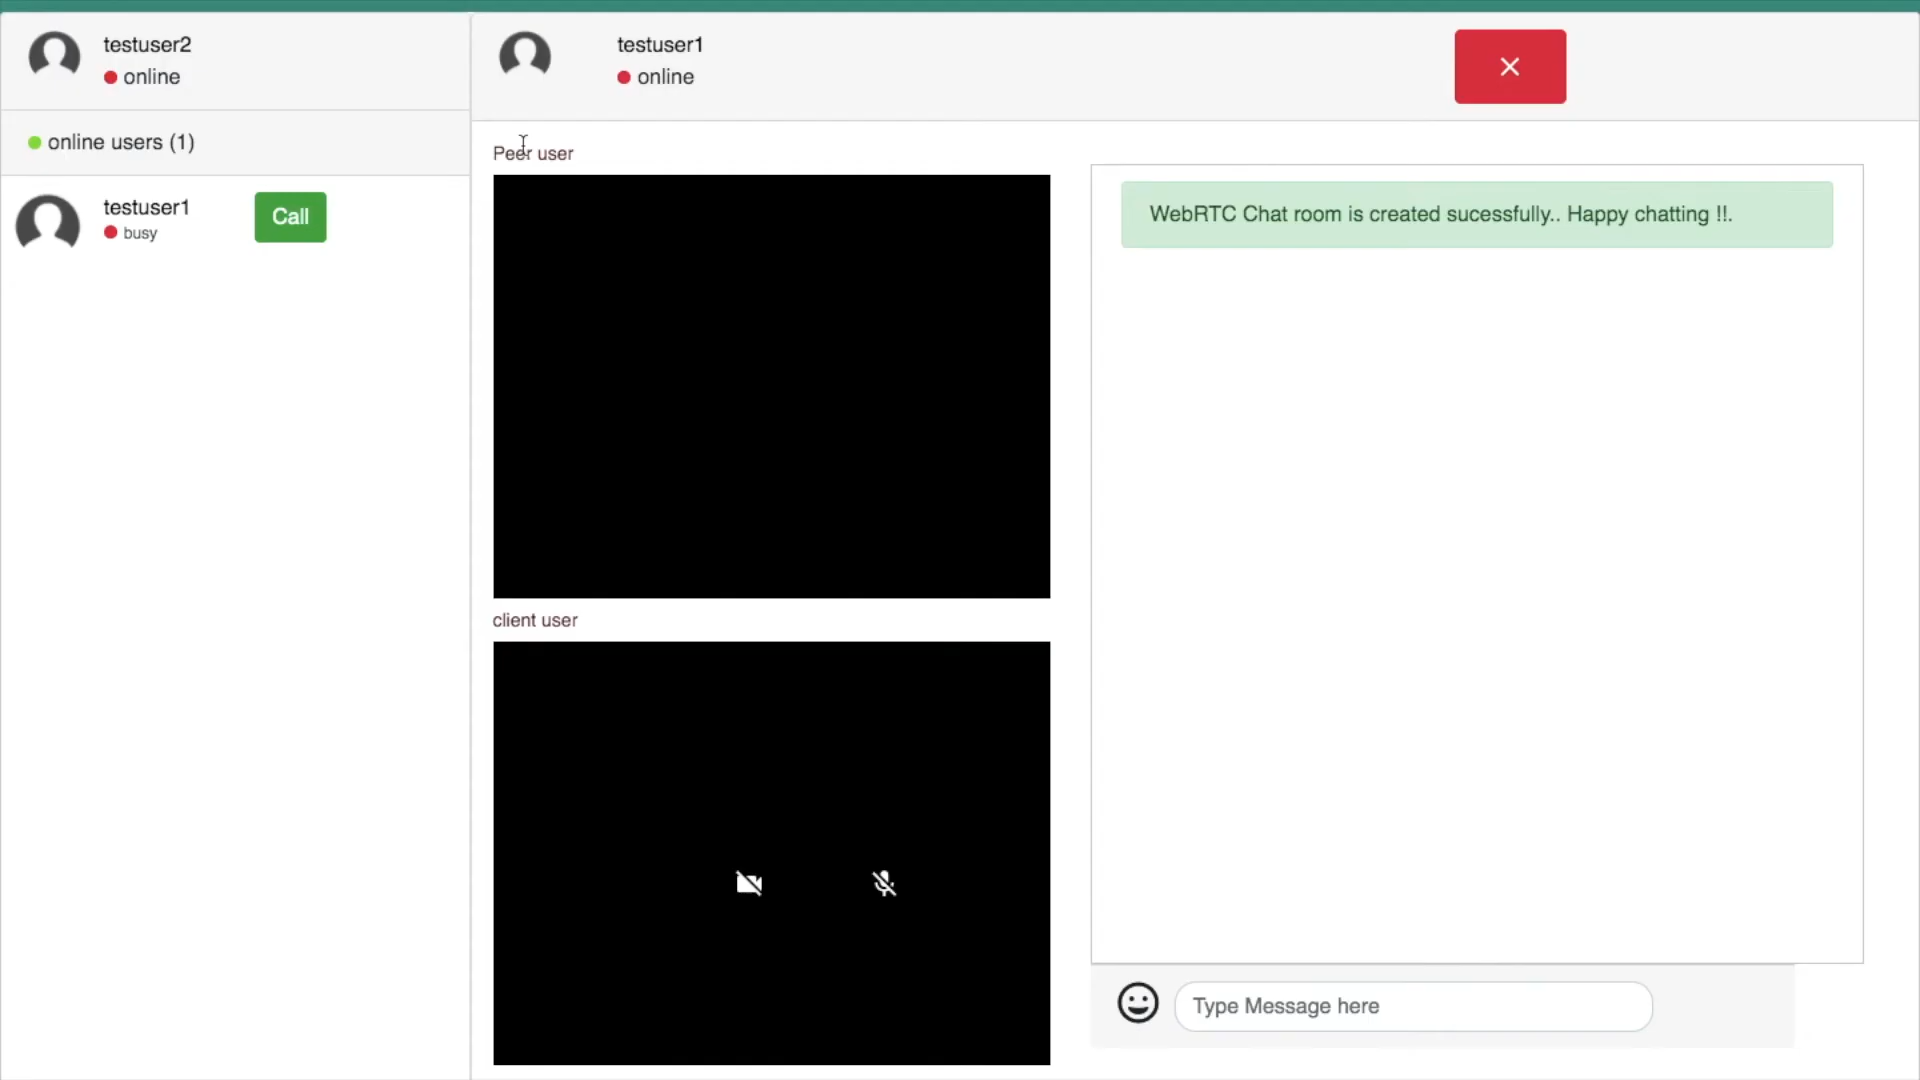 testuser2
online
online users (1)
testuser1
busy
Call
testuser1
online
Peer user
client user
WebRTC Chat room is created sucessfully.. Happy chatting !!.
Type Message here